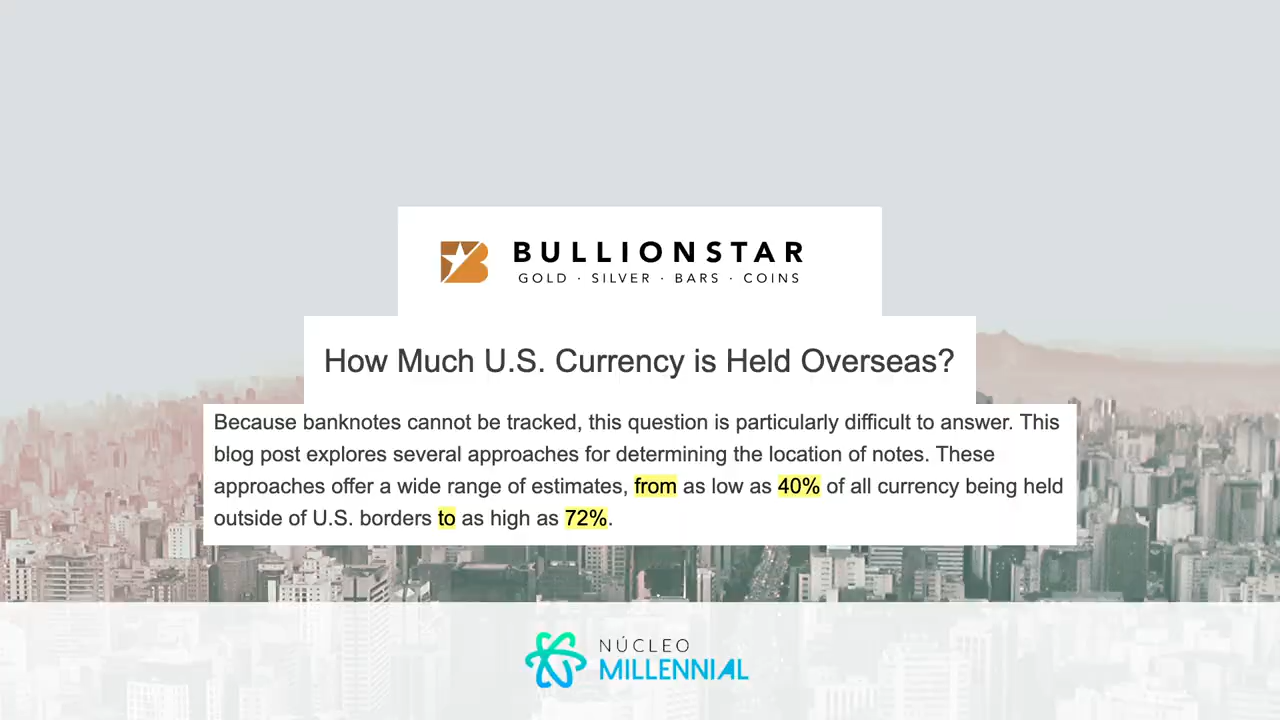 BULLIONSTAR
GOLD · SILVER · BARS · COINS
How Much U.S. Currency is Held Overseas?
Because banknotes cannot be tracked, this question is particularly difficult to answer. This
blog post explores several approaches for determining the location of notes. These
approaches offer a wide range of estimates, from as low as 40% of all currency being held
outside of U.S. borders to as high as 72%.
NÚCLEO
MILLENNIAL